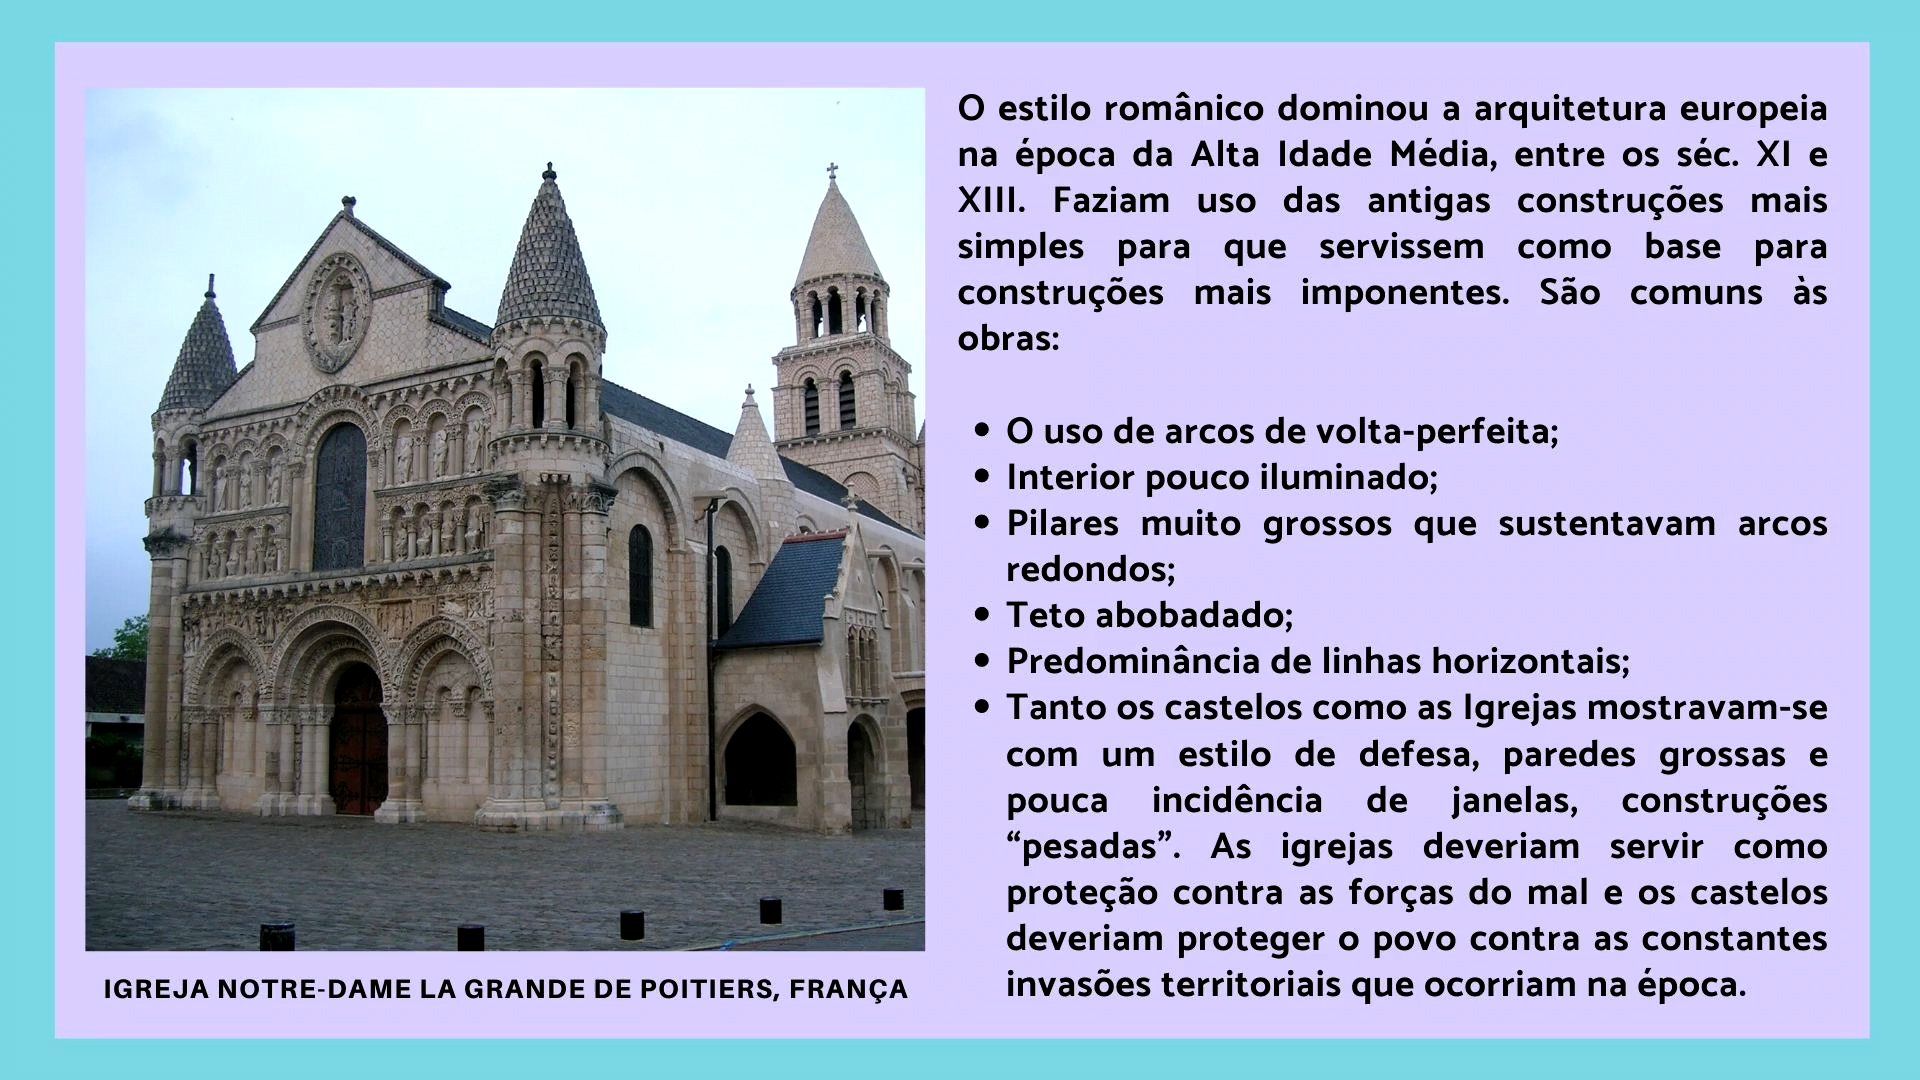 O estilo românico dominou a arquitetura europeia
na época da Alta Idade Média, entre os séc. XI e
XIII. Faziam uso das antigas construções mais
simples para que servissem como base para
construções mais imponentes. São comuns às
obras:
• O uso de arcos de volta-perfeita;
• Interior pouco iluminado;
• Pilares muito grossos que sustentavam arcos
redondos;
• Teto abobadado;
• Predominância de linhas horizontais;
• Tanto os castelos como as Igrejas mostravam-se
com um estilo de defesa, paredes grossas e
pouca incidência de janelas, construções
“pesadas”. As igrejas deveriam servir como
proteção contra as forças do mal e os castelos
deveriam proteger o povo contra as constantes
invasões territoriais que ocorriam na época.
IGREJA NOTRE-DAME LA GRANDE DE POITIERS, FRANÇA